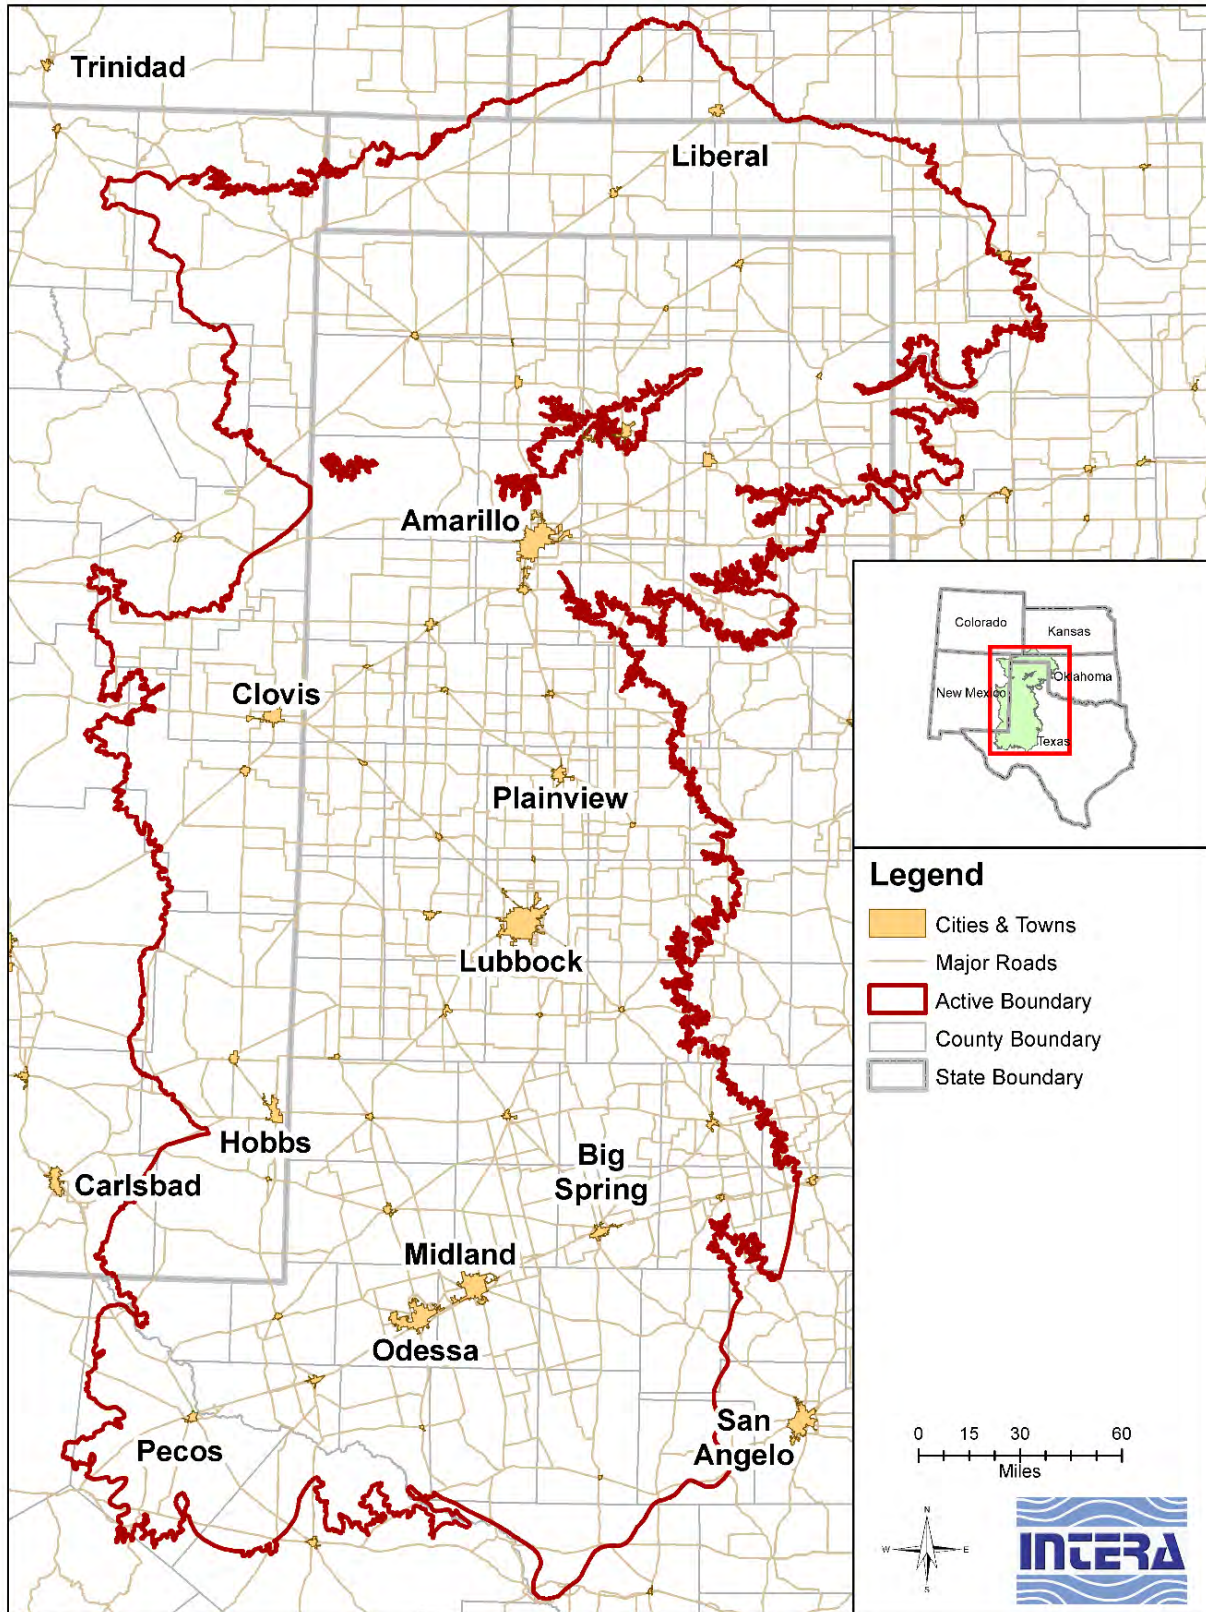 Trinidad
Liberal
Amarillo
Clovis
Plainview
Lubbock
Hobbs
Carlsbad
Big
Spring
Midland
Odessa
San
Angelo
Pecos
Colorado
Kansas
New Mexico
Oklahoma
Texas
Legend
Cities & Towns
Major Roads
Active Boundary
County Boundary
State Boundary
0 15 30 60
Miles
N
W E
S
INTERA